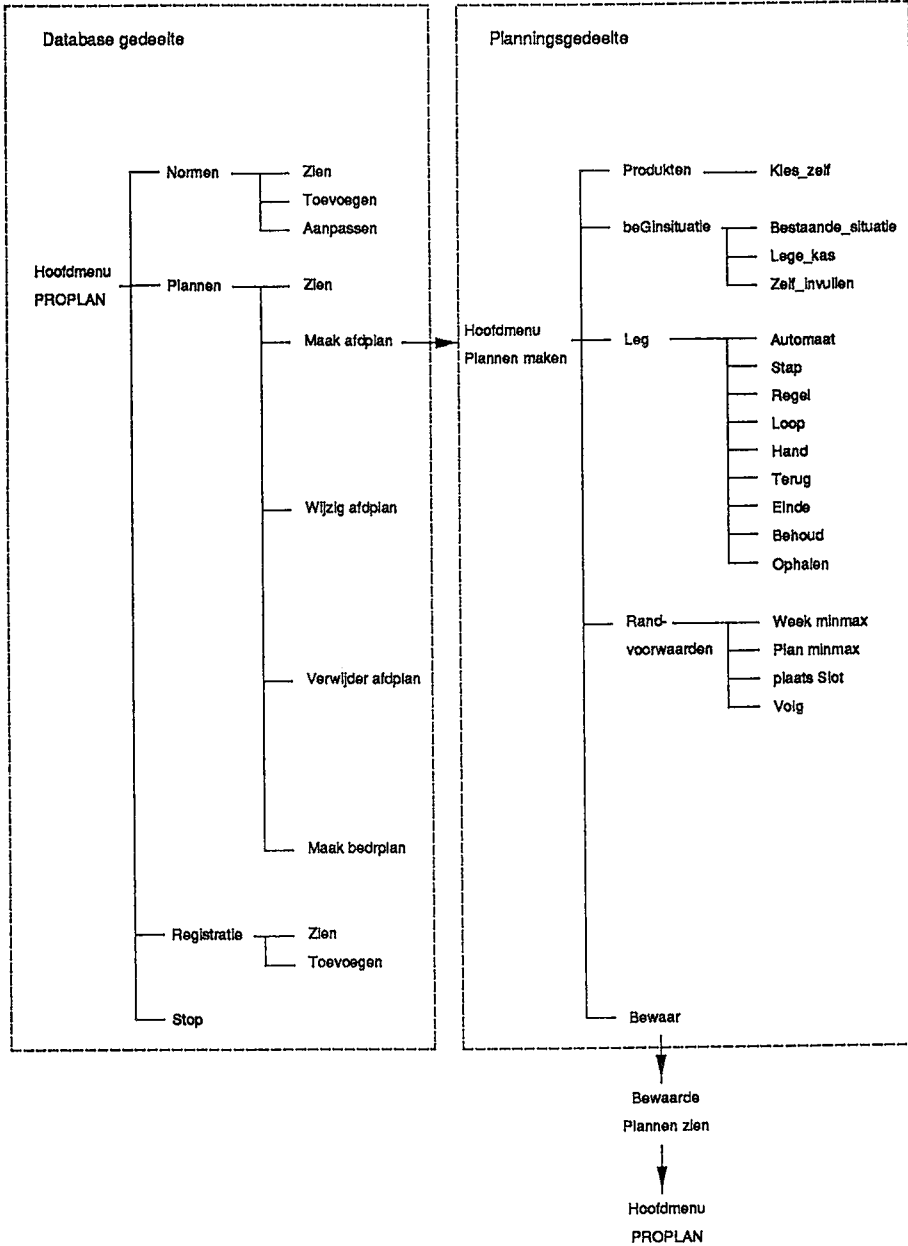 Database gedeelte
Normen
Zien
Toevoegen
Aanpassen
Hoofdmenu
PROPLAN
Plannen
Zien
Maak afdplan
Wijzig afdplan
Verwijder afdplan
Maak bedrplan
Registratie
Zien
Toevoegen
Stop
Planningsgedeelte
Hoofdmenu
Plannen maken
Produkten
Kies_zelf
beGinsituatie
Bestaande_situatie
Lege_kas
Zelf_invullen
Leg
Automaat
Stap
Regel
Loop
Hand
Terug
Einde
Behoud
Ophalen
Rand-
voorwaarden
Week minmax
Plan minmax
plaats Slot
Volg
Bewaar
Bewaarde
Plannen zien
Hoofdmenu
PROPLAN